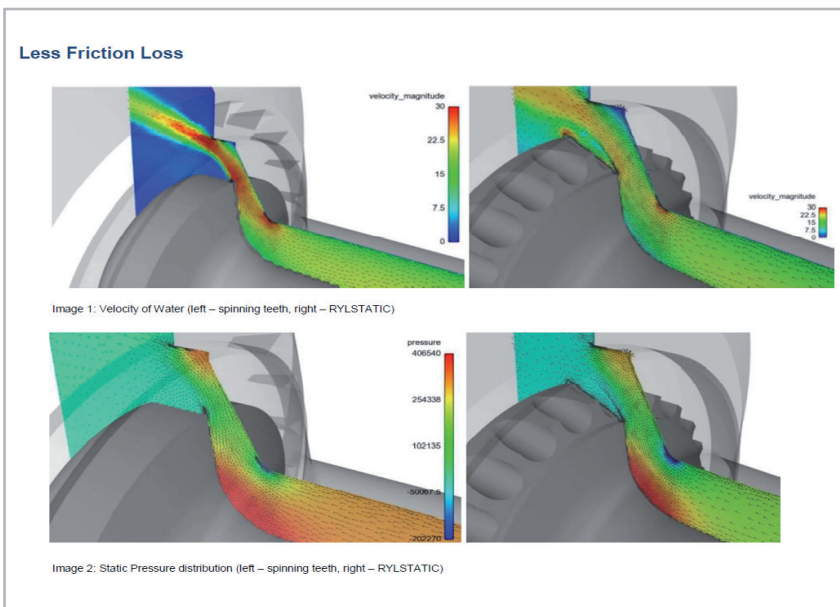 Less Friction Loss
velocity_magnitude
30
22.5
15
7.5
0
velocity_magnitude
30
22.5
15
7.5
0
Image 1: Velocity of Water (left – spinning teeth, right – RYLSTATIC)
pressure
406540
254338
102135
-50067.5
-202270
Image 2: Static Pressure distribution (left – spinning teeth, right – RYLSTATIC)